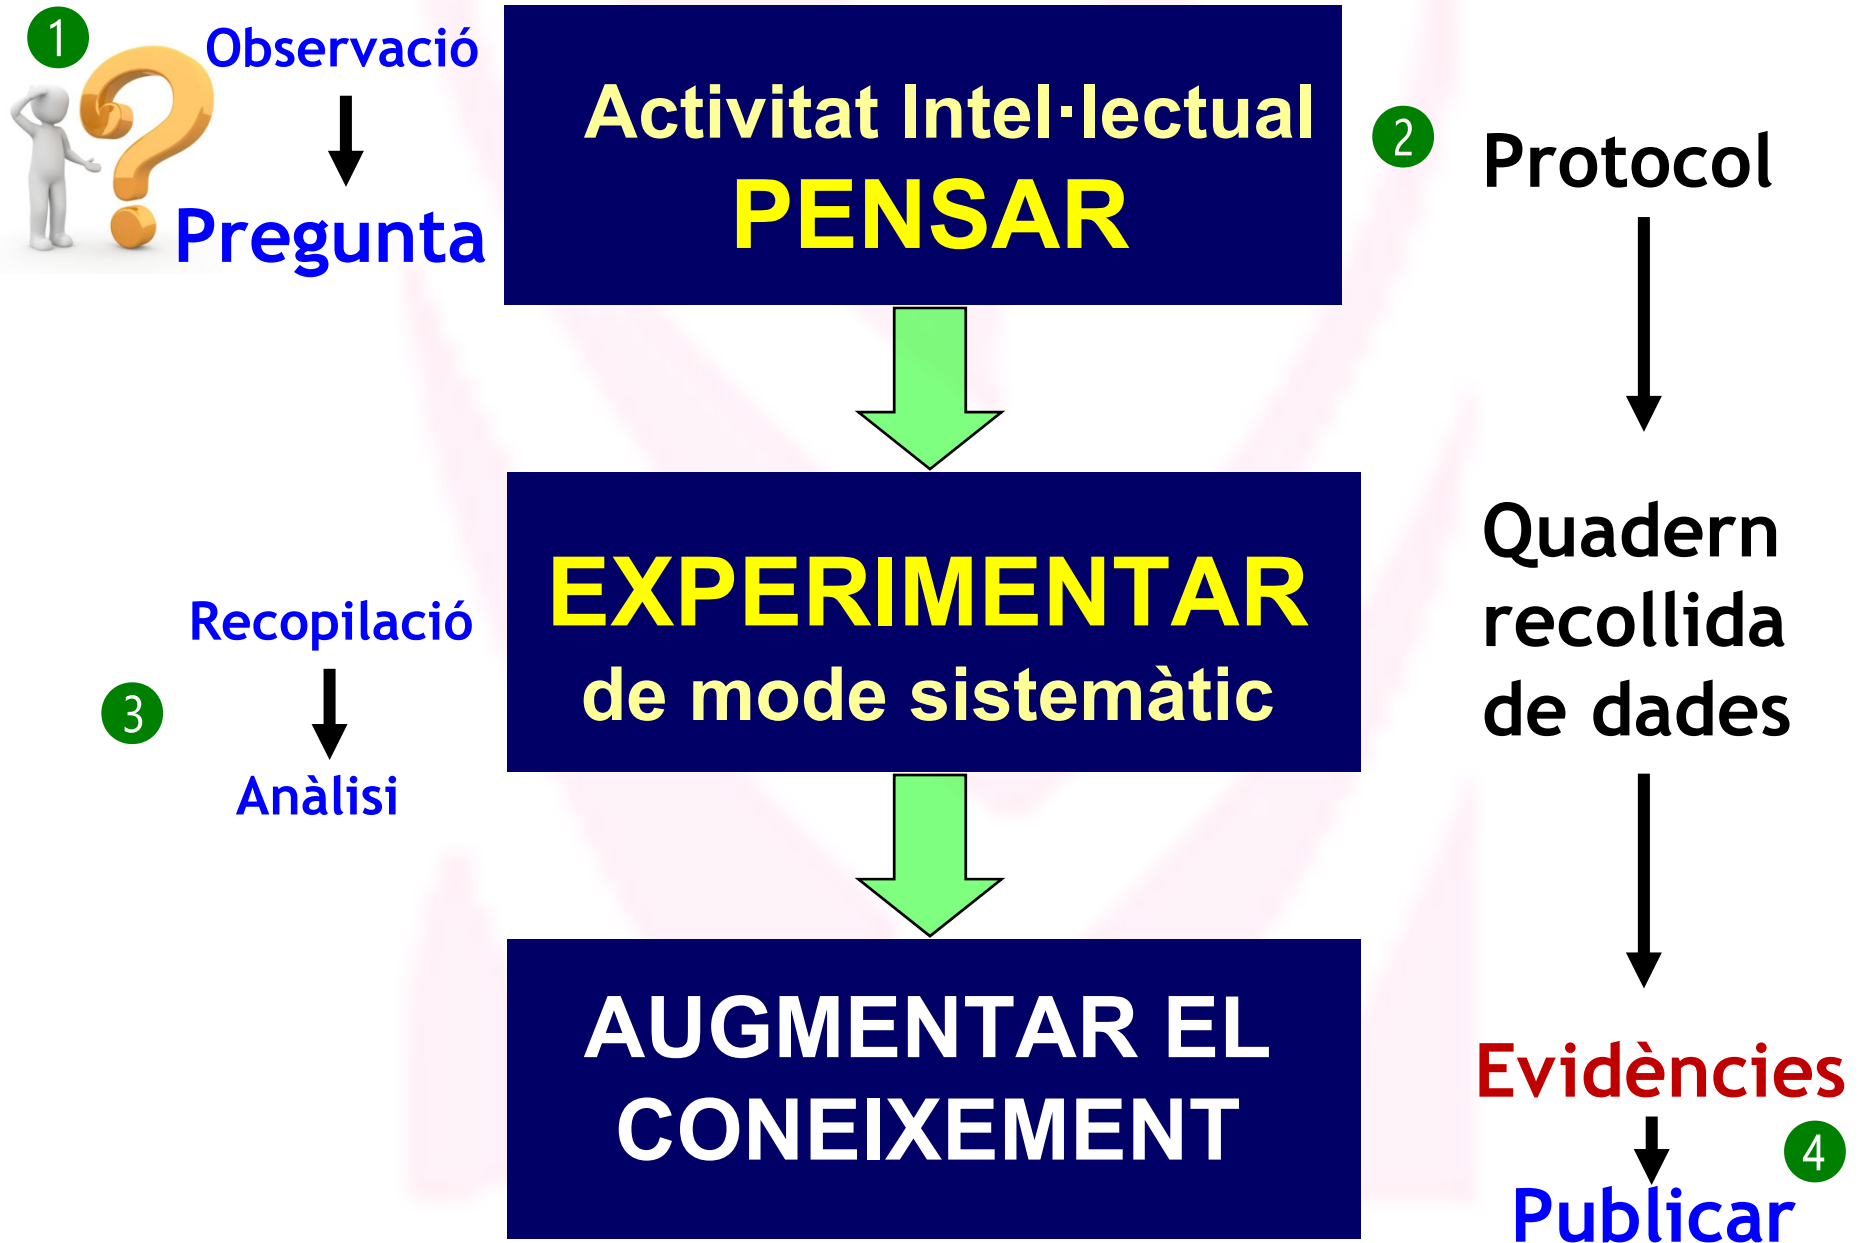 1
Observació
Pregunta
Activitat Intel·lectual
PENSAR
2
Protocol
EXPERIMENTAR
de mode sistemàtic
Quadern
recollida
de dades
Recopilació
3
Anàlisi
AUGMENTAR EL
CONEIXEMENT
Evidències
4
Publicar